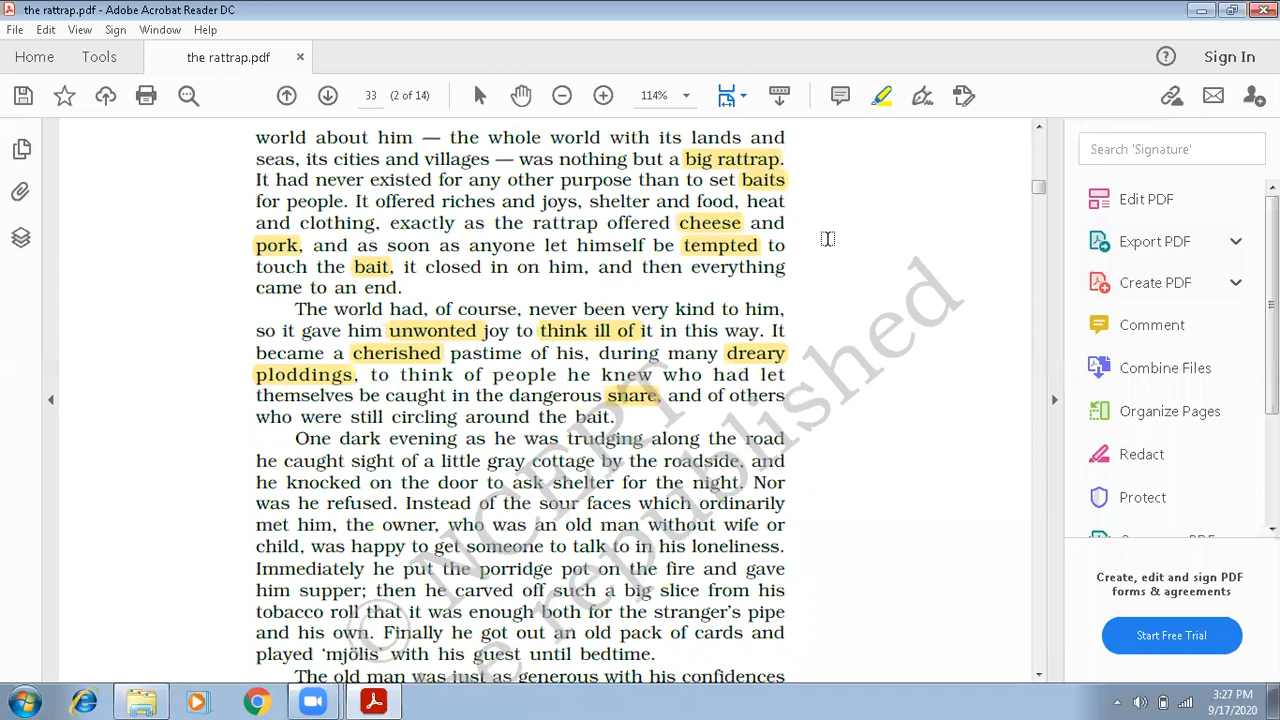 the rattrap.pdf - Adobe Acrobat Reader DC
File Edit View Sign Window Help
Home Tools the rattrap.pdf × Sign In
33 (2 of 14) 114%
world about him — the whole world with its lands and
seas, its cities and villages — was nothing but a big rattrap.
It had never existed for any other purpose than to set baits
for people. It offered riches and joys, shelter and food, heat
and clothing, exactly as the rattrap offered cheese and
pork, and as soon as anyone let himself be tempted to
touch the bait, it closed in on him, and then everything
came to an end.
The world had, of course, never been very kind to him,
so it gave him unwonted joy to think ill of it in this way. It
became a cherished pastime of his, during many dreary
ploddings, to think of people he knew who had let
themselves be caught in the dangerous snare, and of others
who were still circling around the bait.
One dark evening as he was trudging along the road
he caught sight of a little gray cottage by the roadside, and
he knocked on the door to ask shelter for the night. Nor
was he refused. Instead of the sour faces which ordinarily
met him, the owner, who was an old man without wife or
child, was happy to get someone to talk to in his loneliness.
Immediately he put the porridge pot on the fire and gave
him supper; then he carved off such a big slice from his
tobacco roll that it was enough both for the stranger's pipe
and his own. Finally he got out an old pack of cards and
played 'mjölis' with his guest until bedtime.
The old man was just as generous with his confidences
© NCERT
be republished
Search 'Signature'
Edit PDF
Export PDF
Create PDF
Comment
Combine Files
Organize Pages
Redact
Protect
Create, edit and sign PDF
forms & agreements
Start Free Trial
3:27 PM
9/17/2020